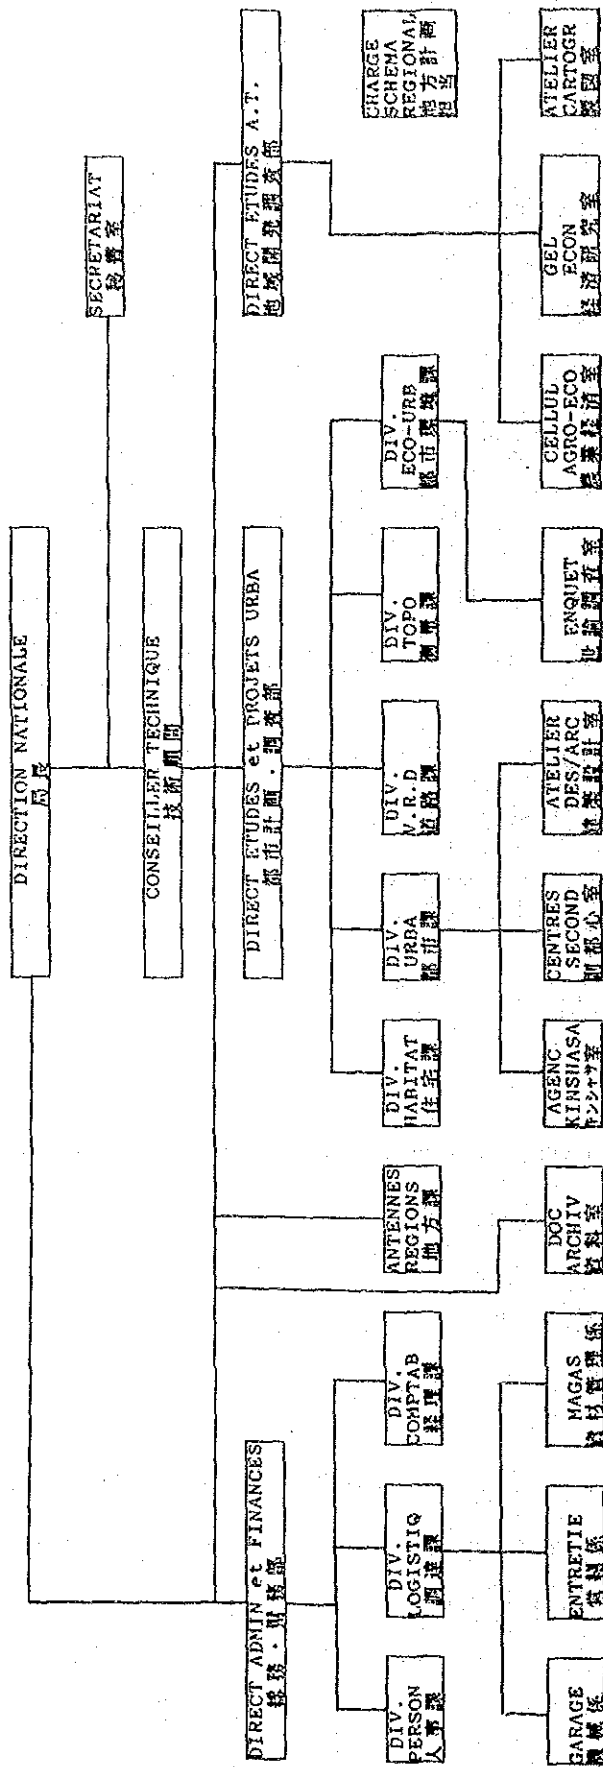 DIRECTION NATIONALE
局長
SECRETARIAT
秘書室
CONSEILLER TECHNIQUE
技術顧問
DIRECT ADMIN et FINANCES
総務・財務部
DIRECT ETUDES et PROJETS URBA
都市計画・調査部
DIRECT ETUDES A.T.
地域開発調査部
DIV.
PERSON
人事課
DIV.
LOGISTIQ
調達課
DIV.
COMPTAB
経理課
ANTENNES
REGIONS
地方課
DIV.
HABITAT
住宅課
DIV.
URBA
都市課
DIV.
V.R.D
道路課
DIV.
TOPO
測量課
DIV.
ECO-URB
都市環境課
CHARGE
SCHEMA
REGIONAL
地方計画
担当
GARAGE
機械係
ENTRETIE
営繕係
MAGAS
資材管理係
DOC
ARCHIV
資料室
AGENC
KINSHASA
キンシャサ室
CENTRES
SECOND
副都心室
ATELIER
DES/ARC
建築設計室
ENQUET
世論調査室
CELLUL
AGRO-ECO
農業経済室
GEL
ECON
経済研究室
ATELIER
CARTOGR
製図室